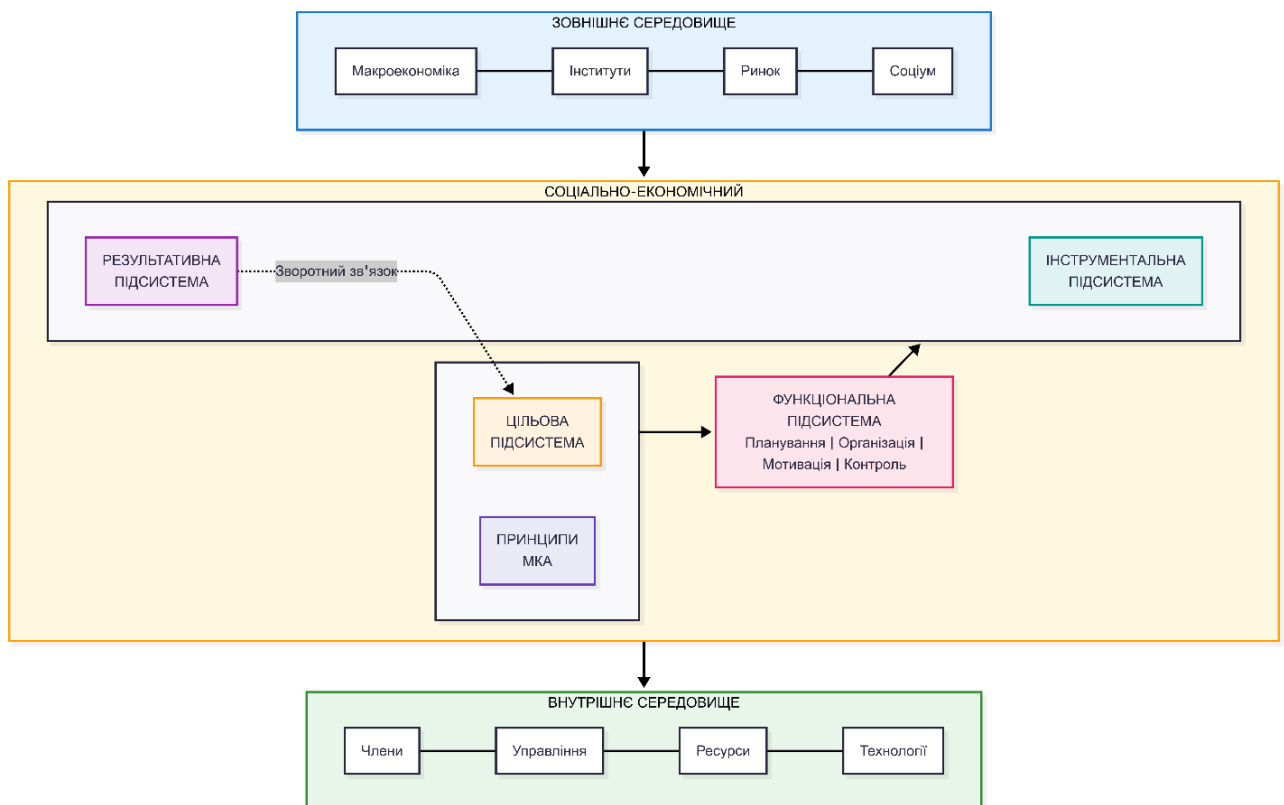 ЗОВНІШНЄ СЕРЕДОВИЩЕ
Макроекономіка
Інститути
Ринок
Соціум
СОЦІАЛЬНО-ЕКОНОМІЧНИЙ
РЕЗУЛЬТАТИВНА
ПІДСИСТЕМА
Зворотний зв'язок
ІНСТРУМЕНТАЛЬНА
ПІДСИСТЕМА
ЦІЛЬОВА
ПІДСИСТЕМА
ФУНКЦІОНАЛЬНА
ПІДСИСТЕМА
Планування | Організація |
Мотивація | Контроль
ПРИНЦИПИ
МКА
ВНУТРІШНЄ СЕРЕДОВИЩЕ
Члени
Управління
Ресурси
Технології